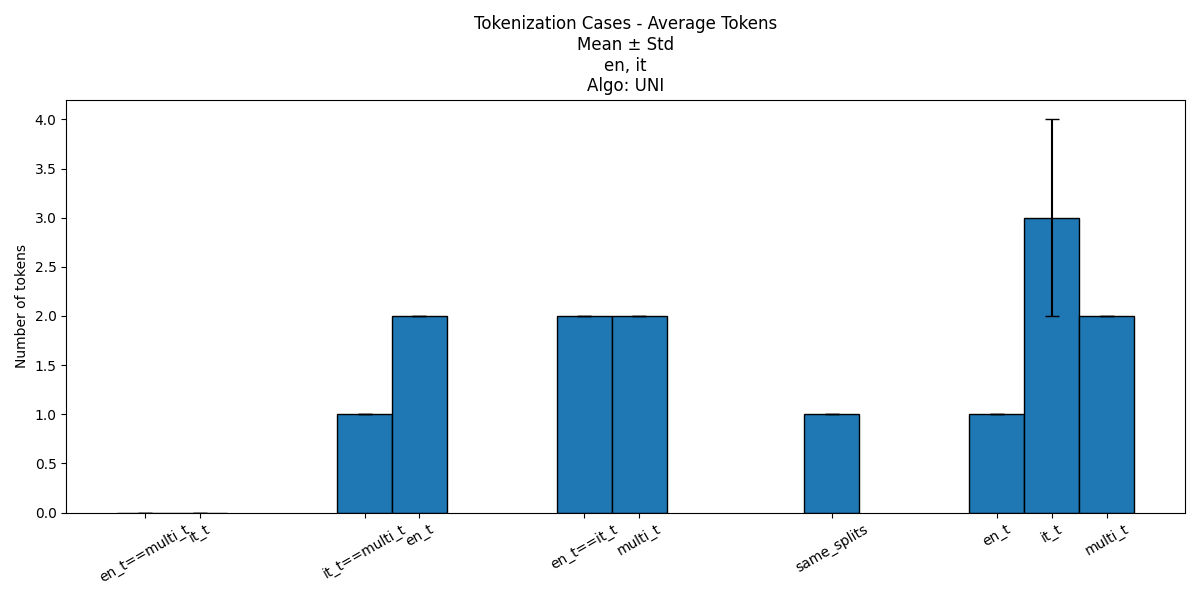 Tokenization Cases - Average Tokens
Mean ± Std
en, it
Algo: UNI
Number of tokens
4.0
3.5
3.0
2.5
2.0
1.5
1.0
0.5
0.0
en_t==multi_t
it_t
it_t==multi_t
en_t
en_t==it_t
multi_t
same_splits
en_t
it_t
multi_t